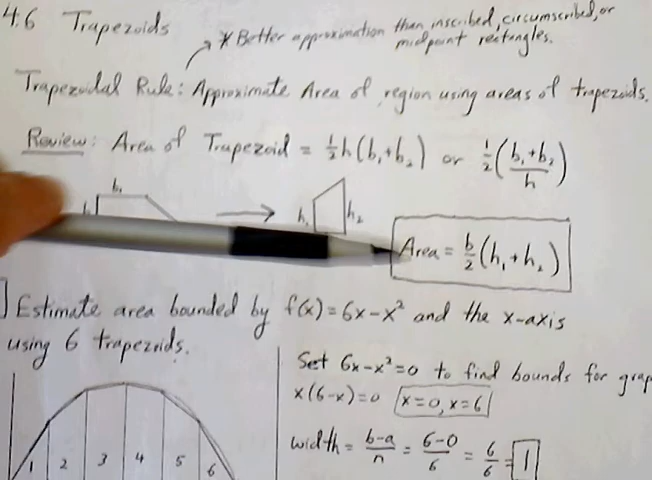 4.6 Trapezoids
* Better approximation than inscribed, circumscribed, or
midpoint rectangles.
Trapezoidal Rule: Approximate Area of region using areas of trapezoids.
Review: Area of Trapezoid = 1/2 h(b₁+b₂) or 1/2 ((b₁+b₂)/h)
b₁
h₁ h₂
Area = b/2 (h₁+h₂)
Estimate area bounded by f(x)=6x-x² and the x-axis
using 6 trapezoids.
Set 6x-x²=0 to find bounds for grap
x(6-x)=0 x=0, x=6
width = (b-a)/n = (6-0)/6 = 6/6 = 1
1 2 3 4 5 6